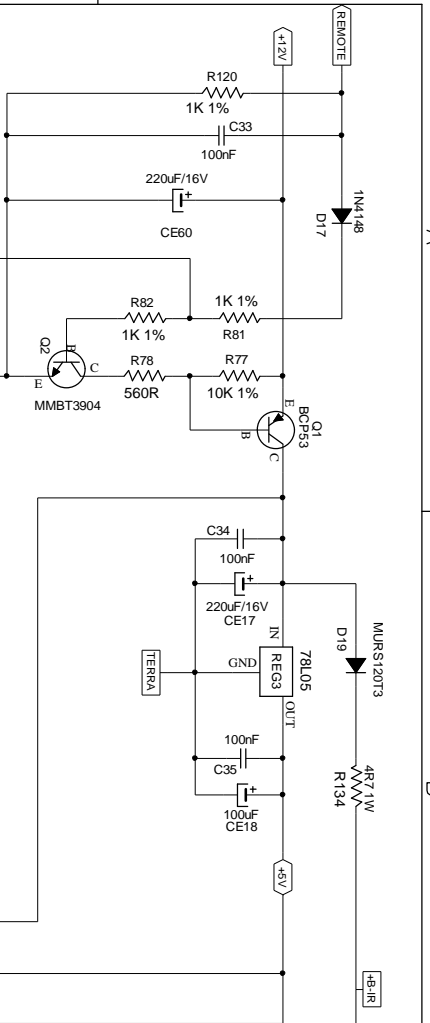 REMOTE
+12V
R120
1K 1%
C33
100nF
220uF/16V
+
CE60
1N4148
D17
R82
1K 1%
1K 1%
R81
Q2
B
C
E
MMBT3904
R78
560R
R77
10K 1%
E
B
C
Q1
BCP53
C34
100nF
+
220uF/16V
CE17
IN
GND
REG3
78L05
OUT
TERRA
MURS120T3
D19
100nF
C35
+
100uF
CE18
4R7 1W
R134
+5V
+B-IR